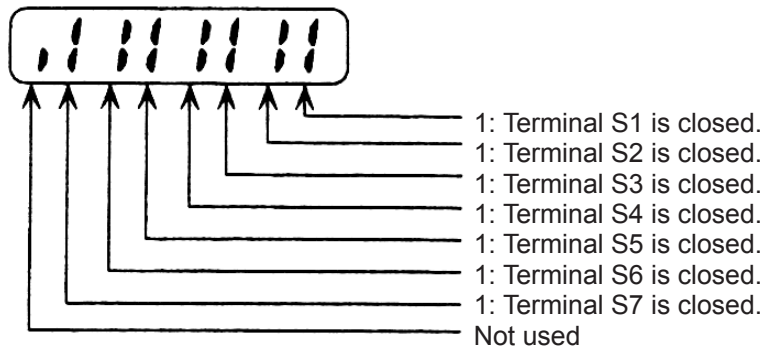 1: Terminal S1 is closed.
1: Terminal S2 is closed.
1: Terminal S3 is closed.
1: Terminal S4 is closed.
1: Terminal S5 is closed.
1: Terminal S6 is closed.
1: Terminal S7 is closed.
Not used